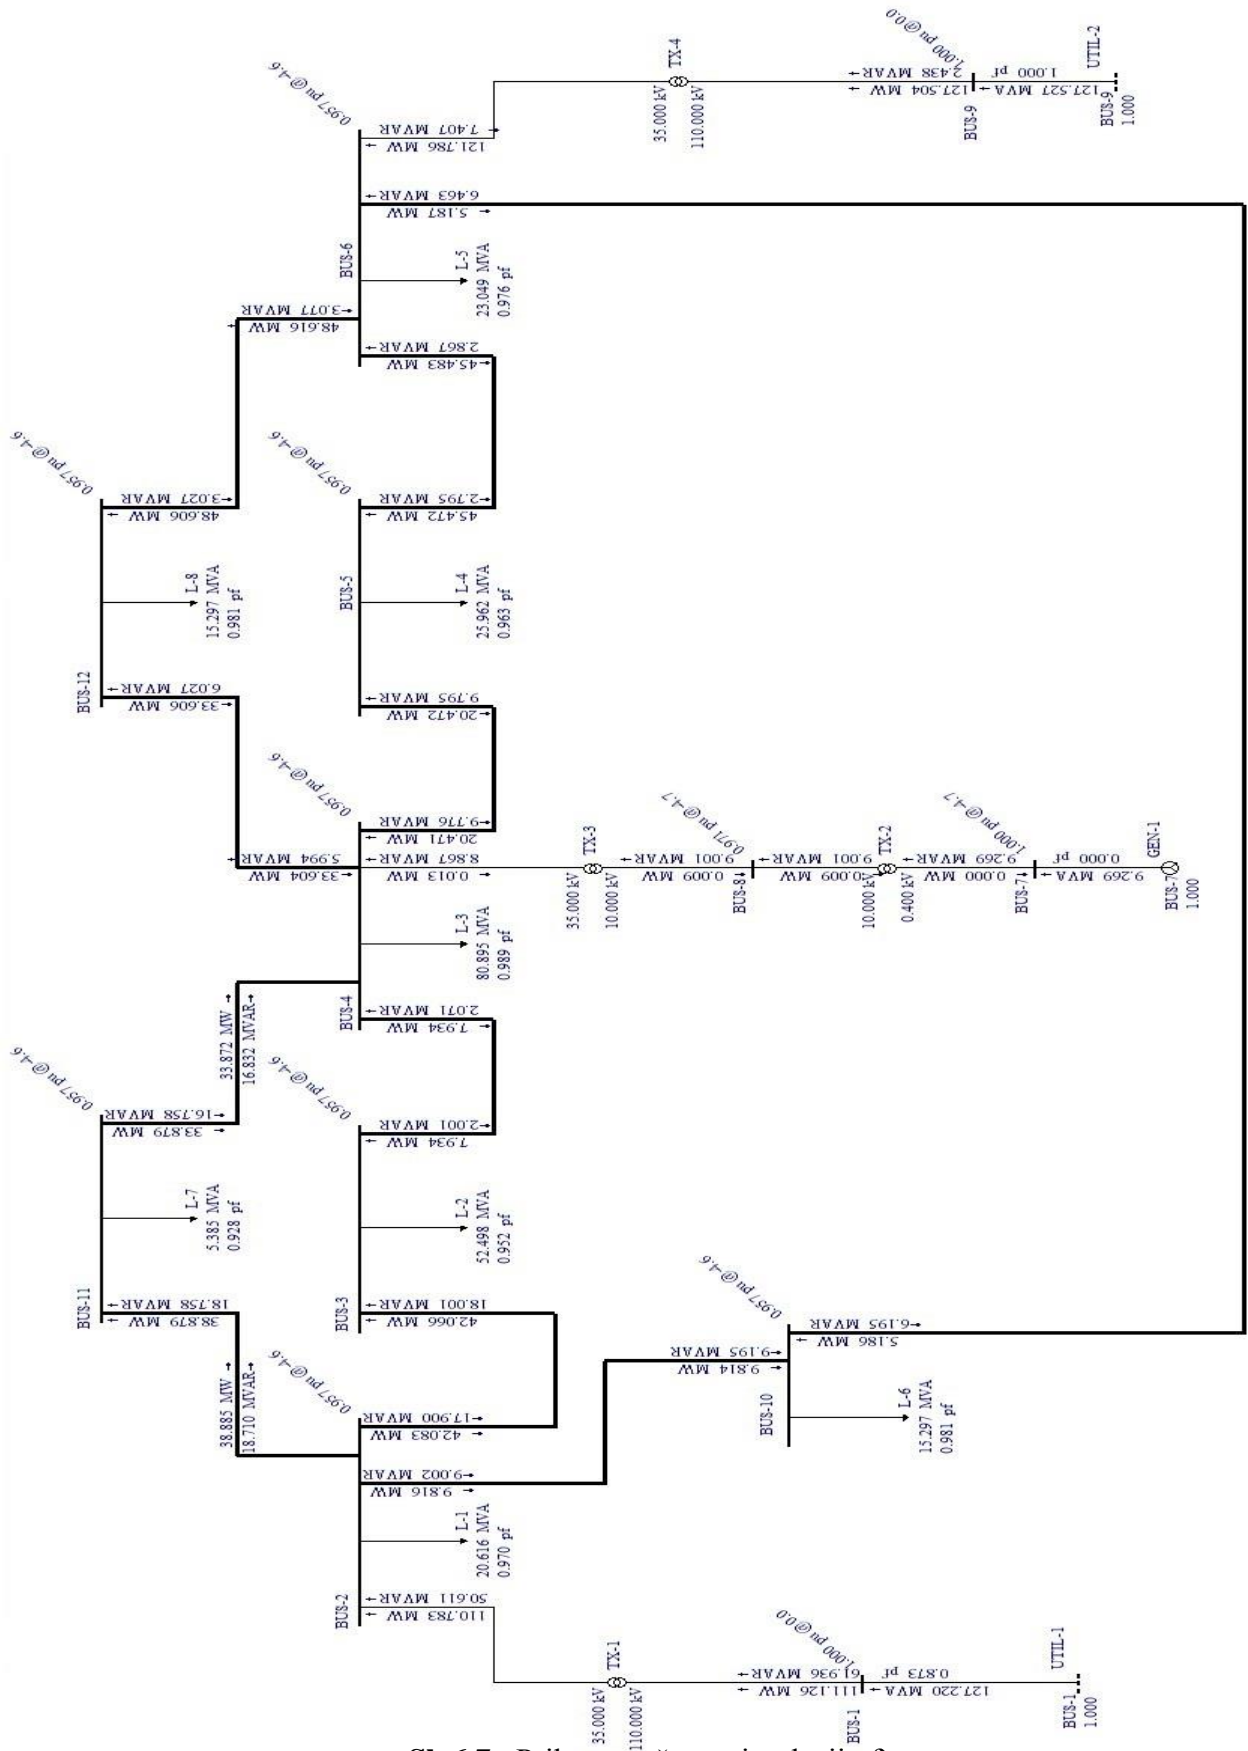 UTIL-2
BUS-9
1.000
127.527 MVA
1.000 pf
BUS-9
1.000 pu @ 0.0
127.504 MW
2.438 MVAR
TX-4
35.000 kV
110.000 kV
0.957 pu @ -4.6
121.786 MW
7.407 MVAR
6.463 MVAR
5.187 MW
BUS-6
L-5
23.049 MVA
0.976 pf
3.077 MVAR
48.616 MW
2.867 MVAR
45.483 MW
0.957 pu @ -4.6
3.027 MVAR
48.606 MW
L-8
15.297 MVA
0.981 pf
BUS-12
6.027 MVAR
33.606 MW
0.957 pu @ -4.6
2.795 MVAR
45.472 MW
BUS-5
L-4
25.962 MVA
0.963 pf
9.795 MVAR
20.472 MW
0.957 pu @ -4.6
9.776 MVAR
20.471 MW
5.994 MVAR
33.604 MW
8.867 MVAR
0.013 MW
TX-3
35.000 kV
10.000 kV
0.971 pu @ -4.7
9.001 MVAR
0.009 MW
BUS-8
9.001 MVAR
0.009 MW
TX-2
10.000 kV
0.400 kV
1.000 pu @ -4.7
9.269 MVAR
0.000 MW
BUS-7
0.000 pf
9.269 MVA
GEN-1
BUS-7
1.000
L-3
80.895 MVA
0.989 pf
BUS-4
33.872 MW
16.832 MVAR
2.071 MVAR
7.934 MW
0.957 pu @ -4.6
16.758 MVAR
33.879 MW
L-7
5.385 MVA
0.928 pf
BUS-11
18.758 MVAR
38.879 MW
0.957 pu @ -4.6
2.001 MVAR
7.934 MW
L-2
52.498 MVA
0.952 pf
BUS-3
18.001 MVAR
42.066 MW
38.885 MW
18.710 MVAR
0.957 pu @ -4.6
17.900 MVAR
42.083 MW
9.002 MVAR
9.816 MW
0.957 pu @ -4.6
9.195 MVAR
9.814 MW
6.195 MVAR
5.186 MW
BUS-10
L-6
15.297 MVA
0.981 pf
L-1
20.616 MVA
0.970 pf
BUS-2
50.611 MVAR
110.783 MW
TX-1
35.000 kV
110.000 kV
1.000 pu @ 0.0
61.936 MVAR
111.126 MW
BUS-1
0.873 pf
127.220 MVA
UTIL-1
BUS-1
1.000